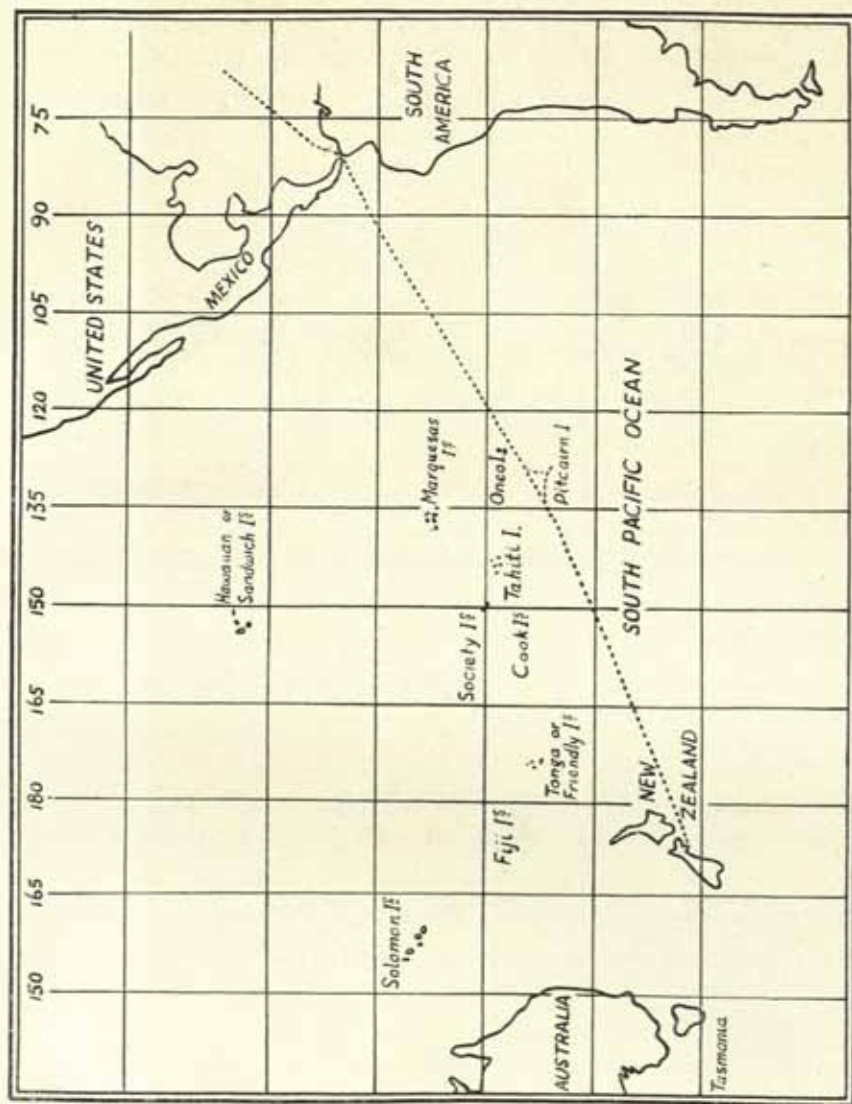 150
165
180
165
150
135
120
105
90
75
UNITED STATES
MEXICO
SOUTH
AMERICA
Hawaiian or
Sandwich Is
Marquesas
Is
Society Is
Tahiti I.
Cook Is
Pitcairn I
Solomon Is
Fiji Is
Tonga or
Friendly Is
SOUTH PACIFIC OCEAN
NEW
ZEALAND
AUSTRALIA
Tasmania